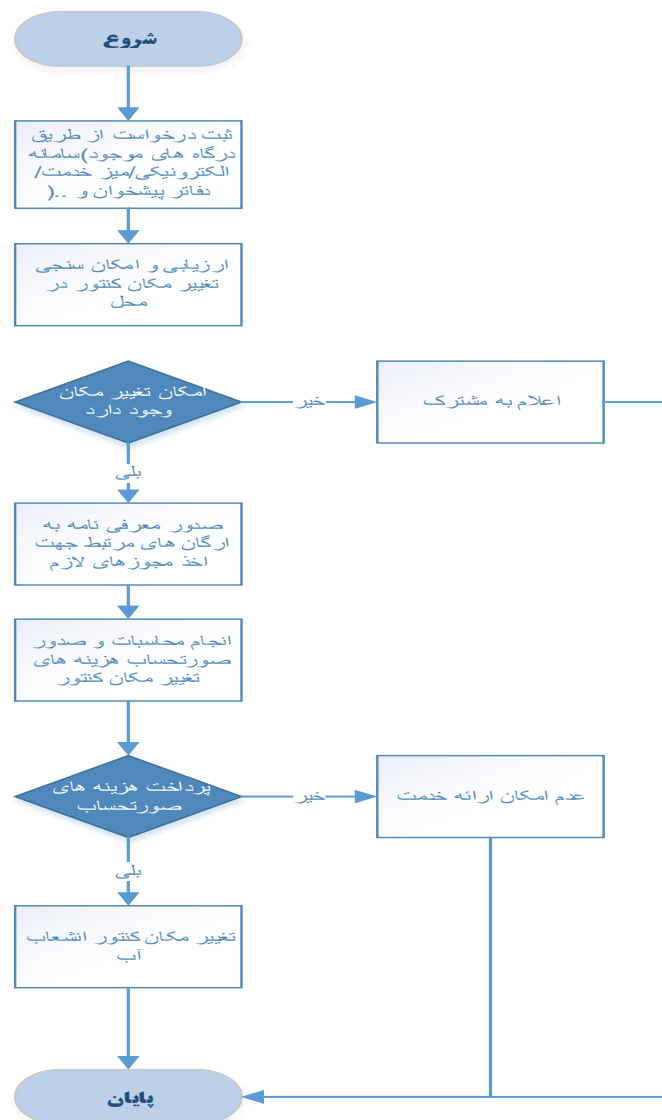 شروع
ثبت درخواست از طریق
درگاه های موجود)سامانه
الکترونیکی/میز خدمت/
دفاتر پیشخوان و ..(
ارزیابی و امکان سنجی
تغییر مکان کنتور در
محل
امکان تغییر مکان
وجود دارد
خیر
اعلام به مشترک
بلی
صدور معرفی نامه به
ارگان های مرتبط جهت
اخذ مجوزهای لازم
انجام محاسبات و صدور
صورتحساب هزینه های
تغییر مکان کنتور
پرداخت هزینه های
صورتحساب
خیر
عدم امکان ارائه خدمت
بلی
تغییر مکان کنتور انشعاب
آب
پایان